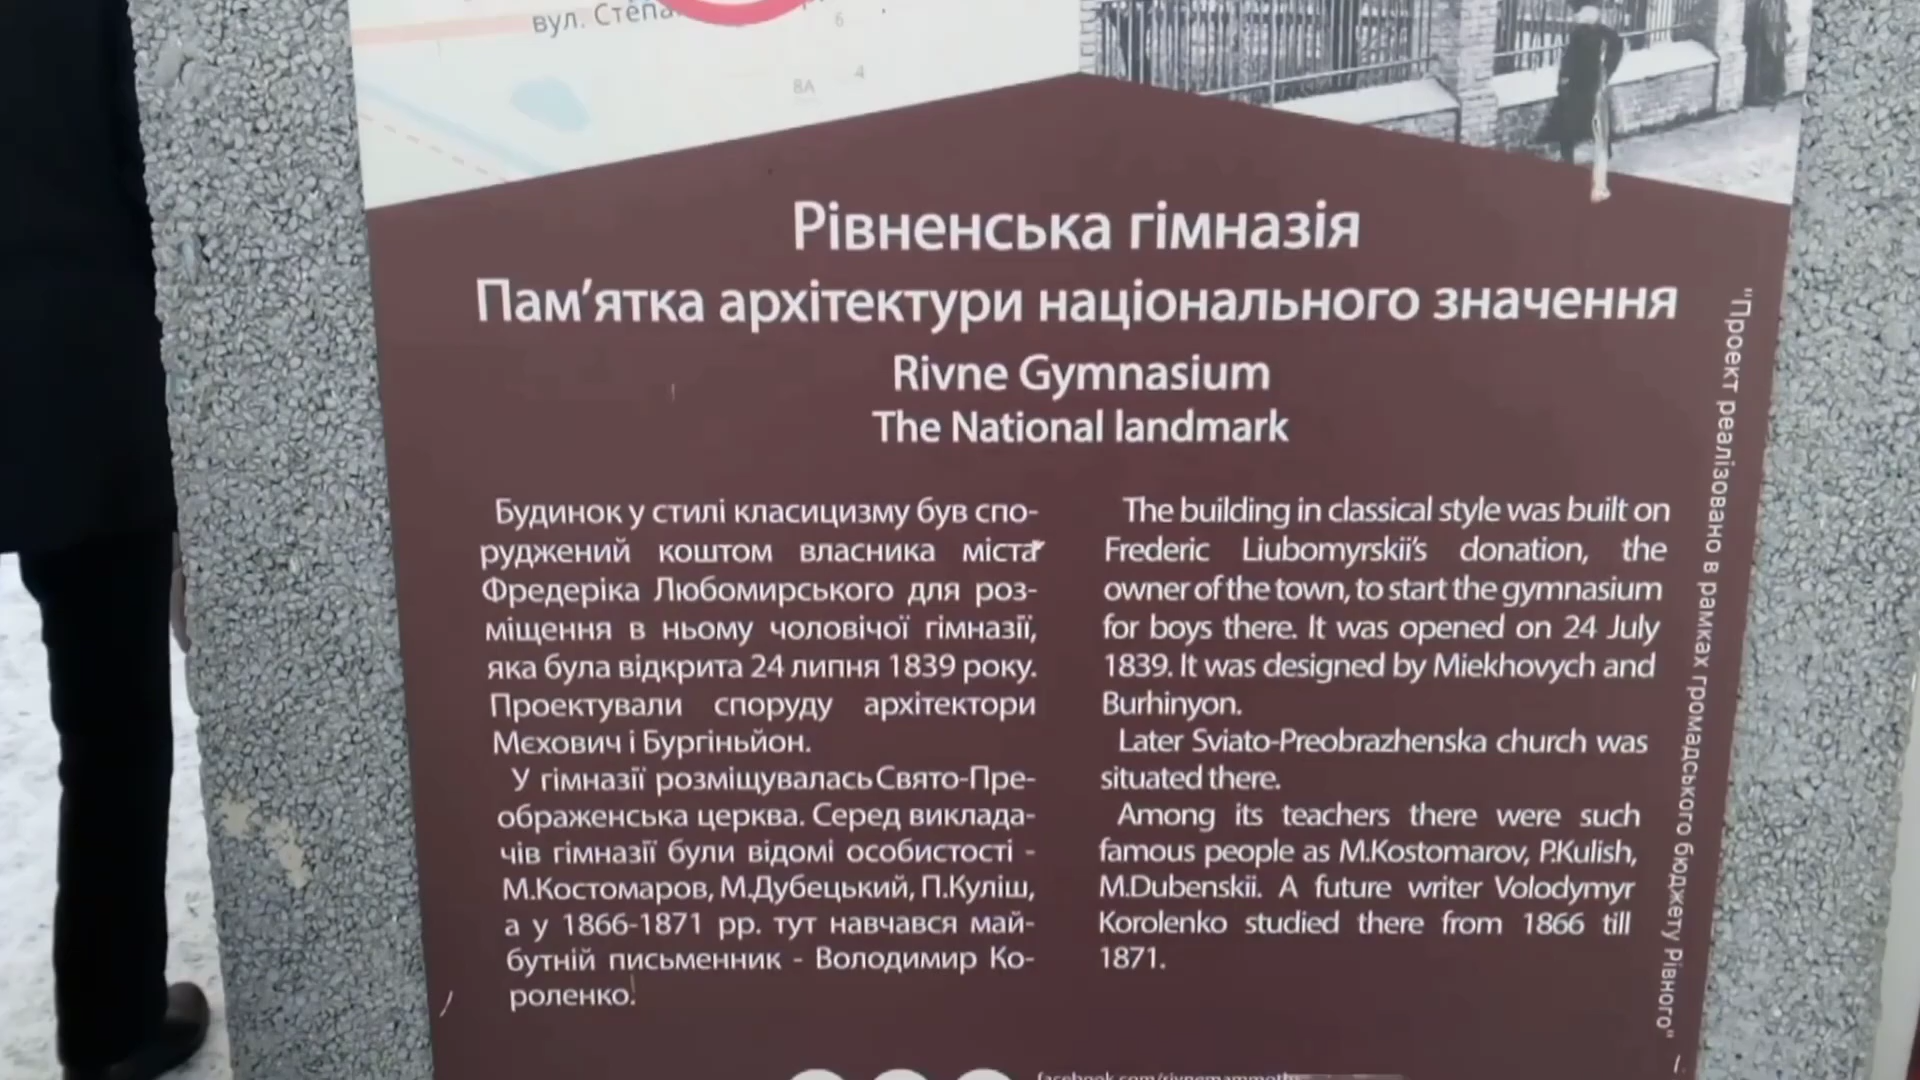 вул.
6
8А 4
Рівненська гімназія
Пам'ятка архітектури національного значення
Rivne Gymnasium
The National landmark
Будинок у стилі класицизму був спо-
руджений коштом власника міста
Фредеріка Любомирського для роз-
міщення в ньому чоловічої гімназії,
яка була відкрита 24 липня 1839 року.
Проектували споруду архітектори
Мєхович і Бургіньйон.
У гімназії розміщувалась Свято-Пре-
ображенська церква. Серед виклада-
чів гімназії були відомі особистості -
М.Костомаров, М.Дубецький, П.Куліш,
а у 1866-1871 рр. тут навчався май-
бутній письменник - Володимир Ко-
роленко.
The building in classical style was built on
Frederic Liubomyrskii's donation, the
owner of the town, to start the gymnasium
for boys there. It was opened on 24 July
1839. It was designed by Miekhovych and
Burhinyon.
Later Sviato-Preobrazhenska church was
situated there.
Among its teachers there were such
famous people as M.Kostomarov, P.Kulish,
M.Dubenskii. A future writer Volodymyr
Korolenko studied there from 1866 till
1871.
"Проект реалізовано в рамках громадського бюджету Рівного"